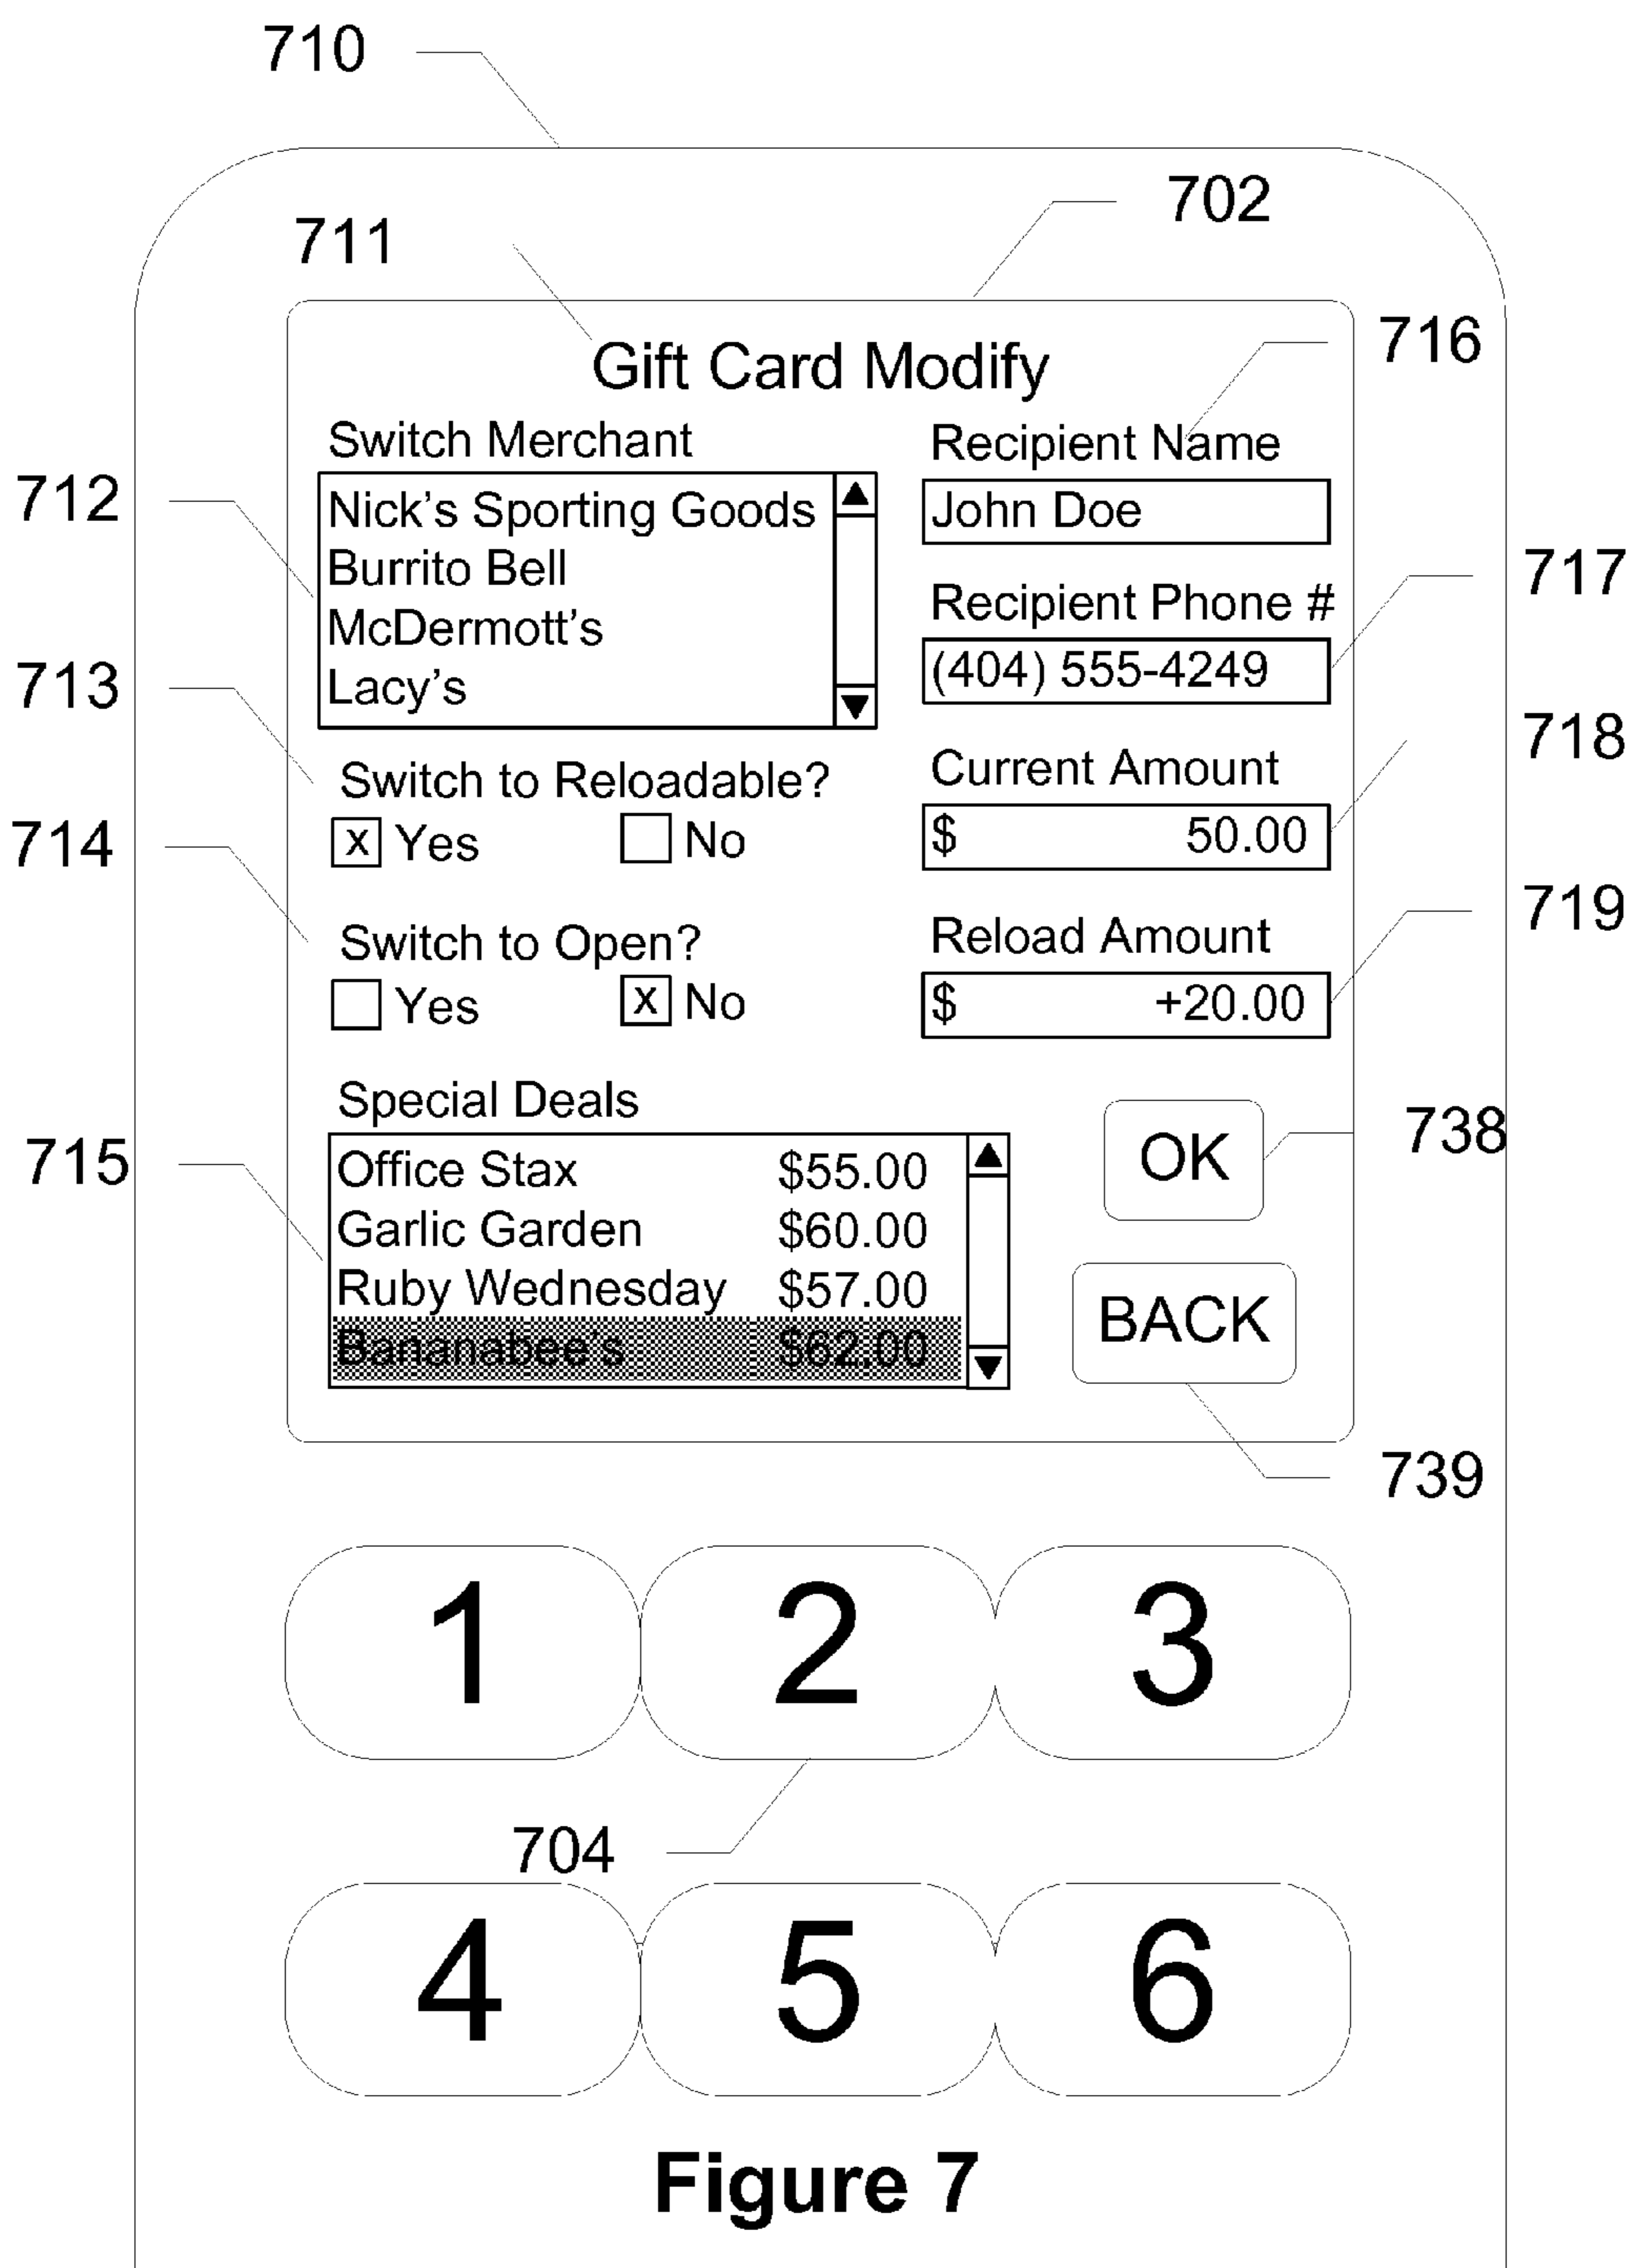 710
702
711
Gift Card Modify
716
Switch Merchant
Recipient Name
712
Nick's Sporting Goods
John Doe
Burrito Bell
717
Recipient Phone #
McDermott's
(404) 555-4249
713
Lacy's
718
Switch to Reloadable?
Current Amount
714
x Yes No
$ 50.00
719
Switch to Open?
Reload Amount
Yes x No
$ +20.00
Special Deals
715
738
Office Stax $55.00
OK
Garlic Garden $60.00
Ruby Wednesday $57.00
Bananabee's $62.00
BACK
739
1 2 3
704
4 5 6
Figure 7